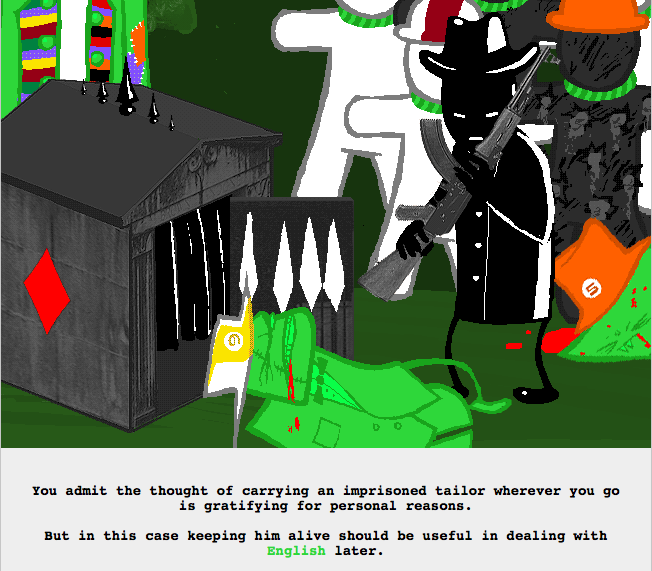 You admit the thought of carrying an imprisoned tailor wherever you go
is gratifying for personal reasons.
But in this case keeping him alive should be useful in dealing with
English later.